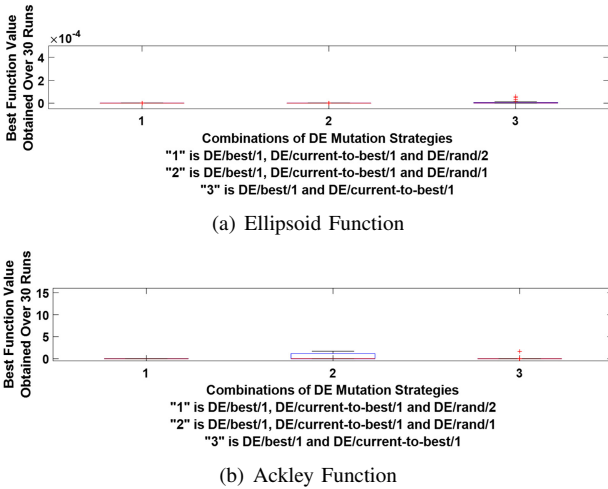 Best Function Value
Obtained Over 30 Runs
×10-4
4
2
0
1 2 3
Combinations of DE Mutation Strategies
"1" is DE/best/1, DE/current-to-best/1 and DE/rand/2
"2" is DE/best/1, DE/current-to-best/1 and DE/rand/1
"3" is DE/best/1 and DE/current-to-best/1
(a) Ellipsoid Function
Best Function Value
Obtained Over 30 Runs
15
10
5
0
1 2 3
Combinations of DE Mutation Strategies
"1" is DE/best/1, DE/current-to-best/1 and DE/rand/2
"2" is DE/best/1, DE/current-to-best/1 and DE/rand/1
"3" is DE/best/1 and DE/current-to-best/1
(b) Ackley Function